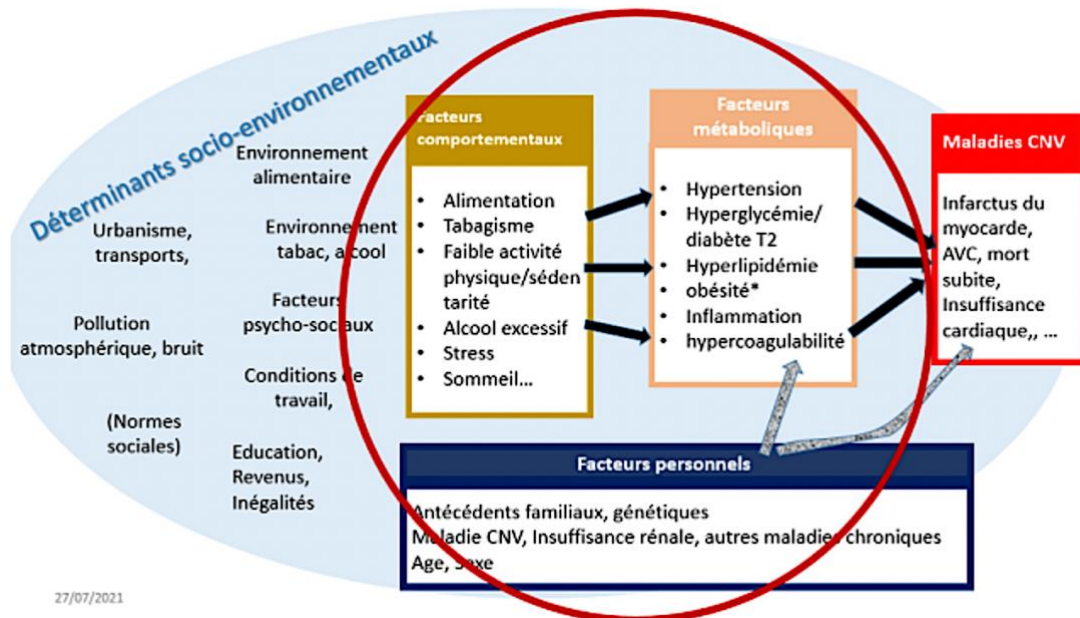 Déterminants socio-environnementaux
Environnement
alimentaire
Urbanisme,
transports,
Environnement
tabac, alcool
Facteurs
psycho-sociaux
Pollution
atmosphérique, bruit
Conditions de
travail,
(Normes
sociales)
Education,
Revenus,
Inégalités
Facteurs
comportementaux
• Alimentation
• Tabagisme
• Faible activité
physique/séden
tarité
• Alcool excessif
• Stress
• Sommeil...
Facteurs
métaboliques
• Hypertension
• Hyperglycémie/
diabète T2
• Hyperlipidémie
• obésité*
• Inflammation
• hypercoagulabilité
Maladies CNV
Infarctus du
myocarde,
AVC, mort
subite,
Insuffisance
cardiaque,, ...
Facteurs personnels
Antécédents familiaux, génétiques
Maladie CNV, Insuffisance rénale, autres maladies chroniques
Age, Sexe
27/07/2021